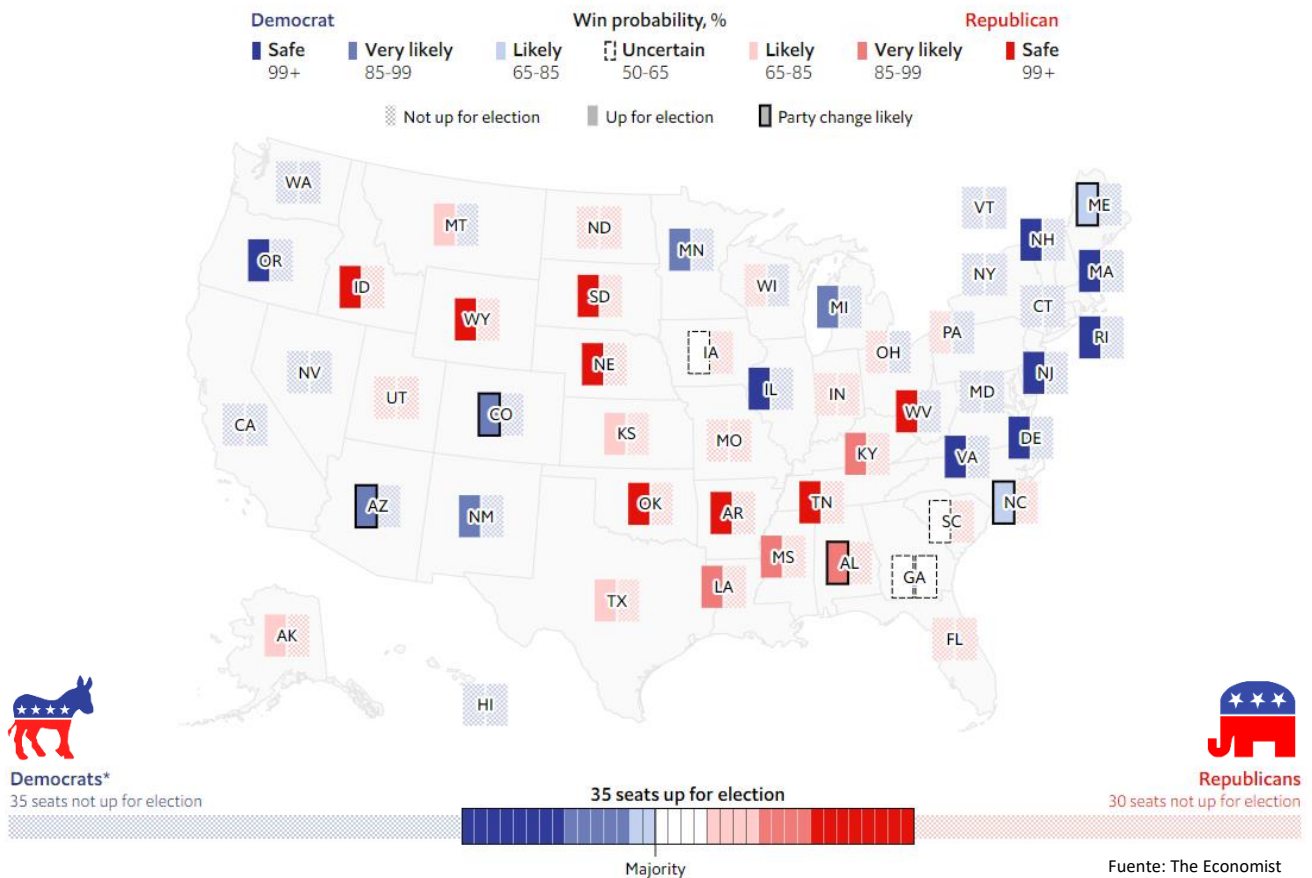 Democrat Win probability, % Republican
Safe Very likely Likely Uncertain Likely Very likely Safe
99+ 85-99 65-85 50-65 65-85 85-99 99+
Not up for election Up for election Party change likely
WA
ME
VT
MT
ND
NH
MN
OR
MA
NY
ID
WI
SD
MI
CT
WY
PA
RI
IA
OH
NE
NV
NJ
IL
MD
IN
UT
WV
CO
CA
KS
DE
MO
KY
VA
NC
OK
TN
AZ
AR
NM
SC
MS
AL
GA
LA
TX
AK
FL
HI
Democrats* Republicans
35 seats not up for election 35 seats up for election 30 seats not up for election
Majority
Fuente: The Economist